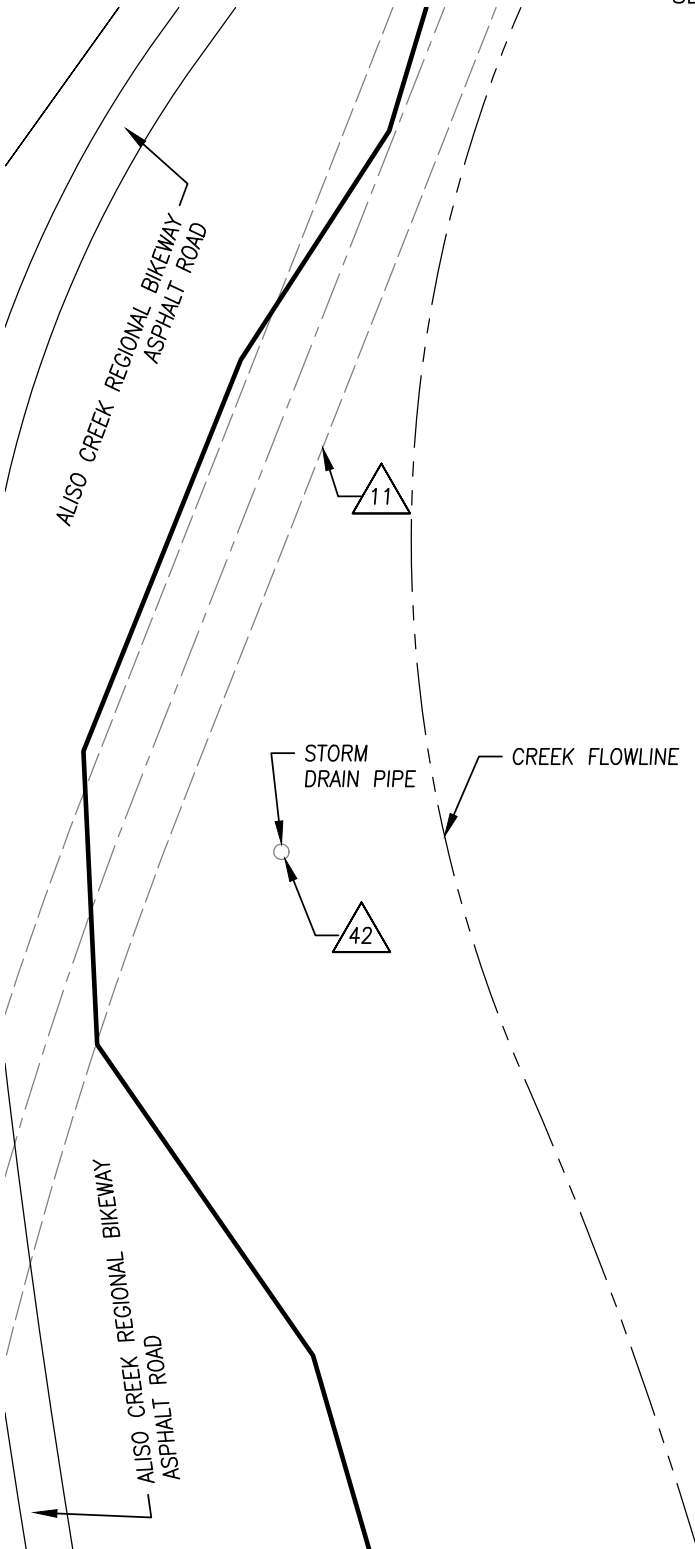 ALISO CREEK REGIONAL BIKEWAY
ASPHALT ROAD
11
STORM
DRAIN PIPE
CREEK FLOWLINE
42
ALISO CREEK REGIONAL BIKEWAY
ASPHALT ROAD